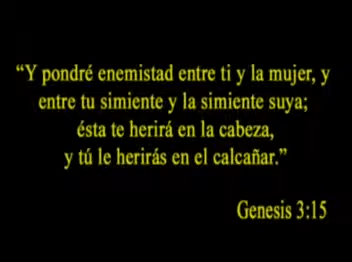 “Y pondré enemistad entre ti y la mujer, y
entre tu simiente y la simiente suya;
ésta te herirá en la cabeza,
y tú le herirás en el calcañar.”
Genesis 3:15